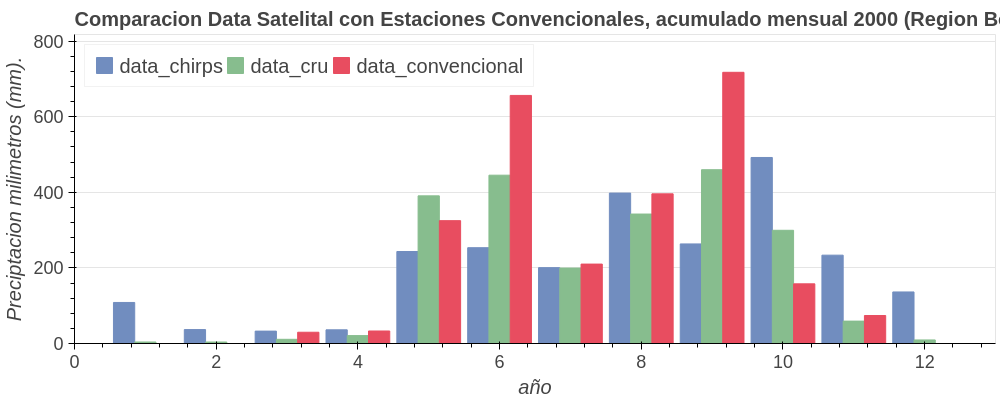 Comparacion Data Satelital con Estaciones Convencionales, acumulado mensual 2000 (Region
data_chirps data_cru data_convencional
Preciptacion milimetros (mm).
800
600
400
200
0
0 2 4 6 8 10 12
año